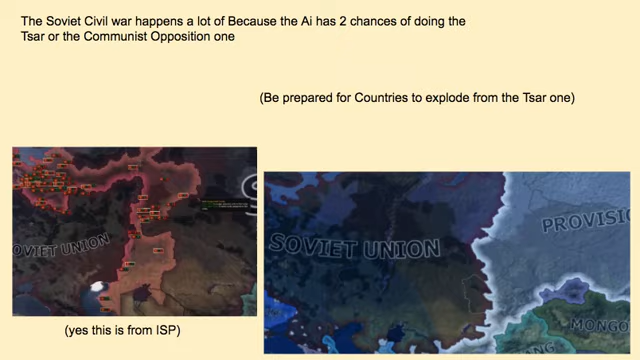 The Soviet Civil war happens a lot of Because the Ai has 2 chances of doing the
Tsar or the Communist Opposition one
(Be prepared for Countries to explode from the Tsar one)
SOVIET UNION
SOVIET UNION
PROVISI
MONGO
ANG
(yes this is from ISP)